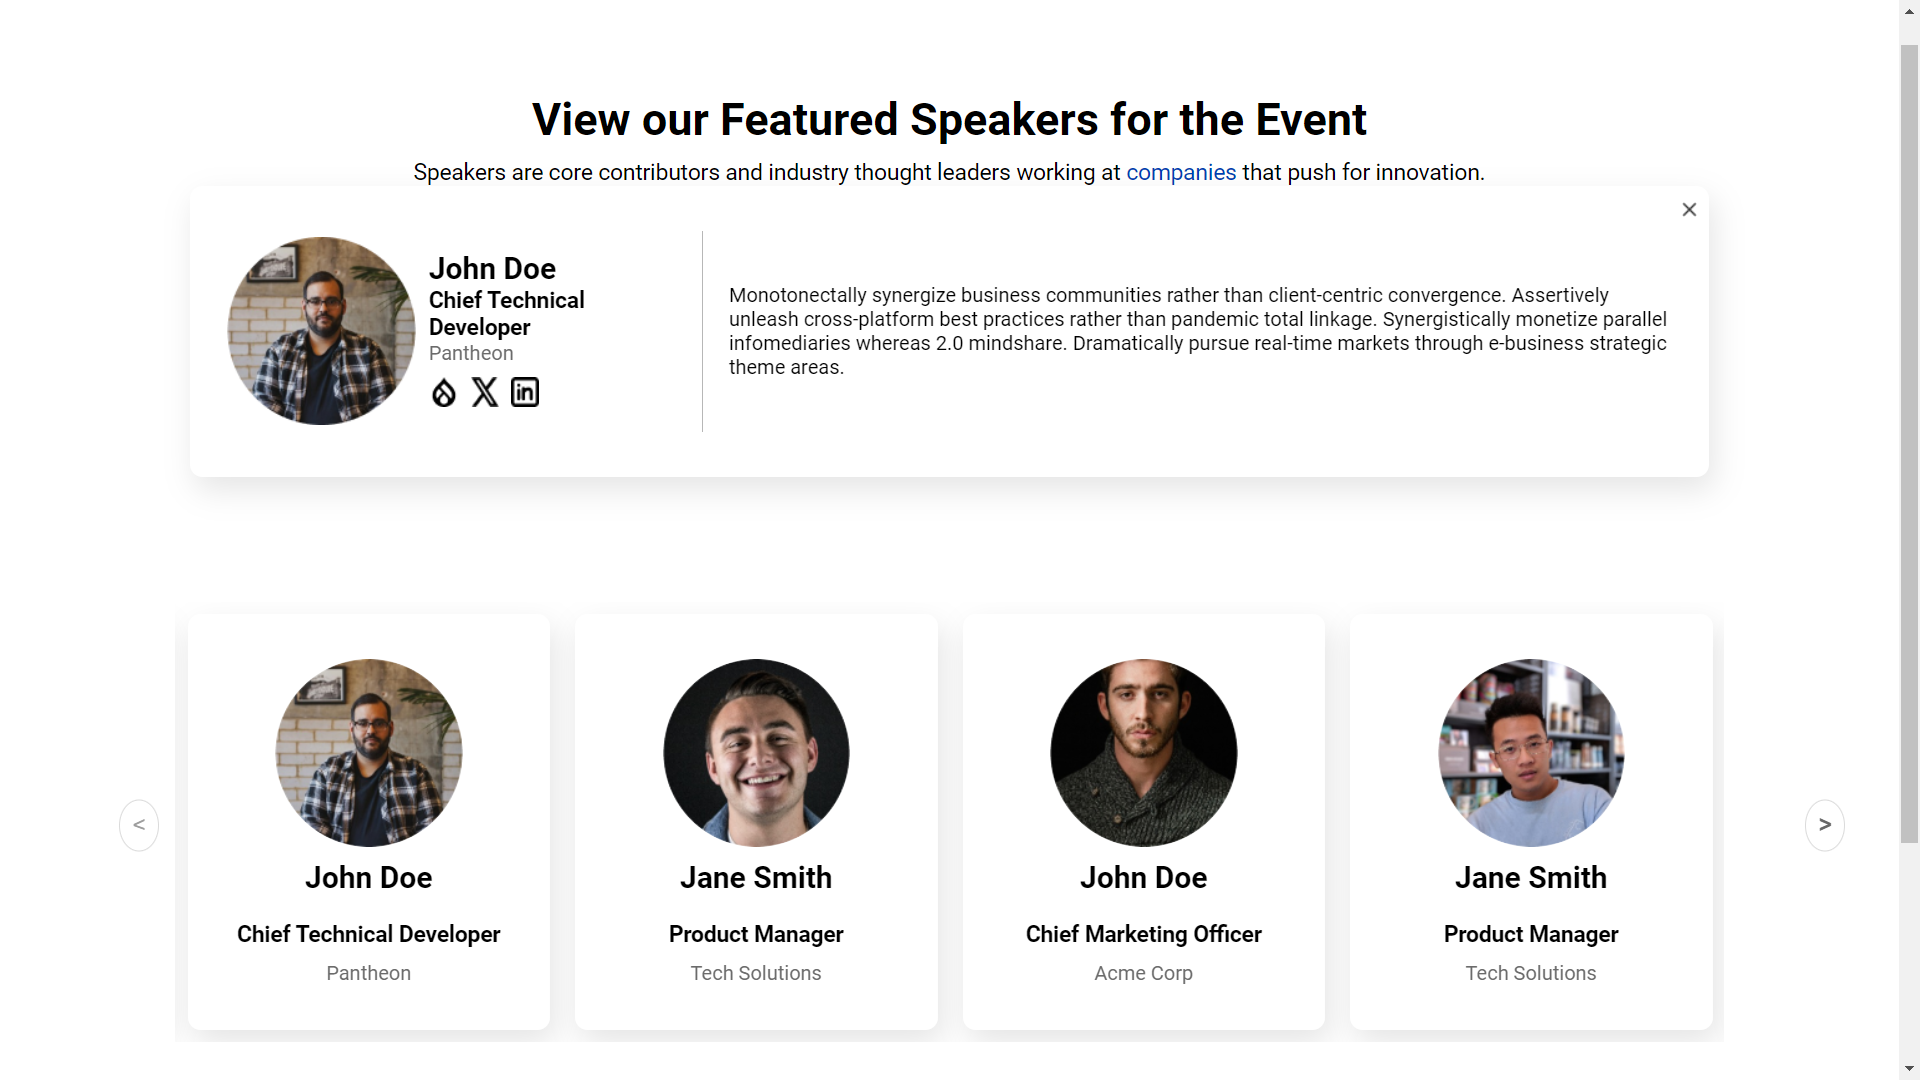 View our Featured Speakers for the Event
Speakers are core contributors and industry thought leaders working at companies that push for innovation.
John Doe
Chief Technical
Developer
Pantheon
in
Monotonectally synergize business communities rather than client-centric convergence. Assertively
unleash cross-platform best practices rather than pandemic total linkage. Synergistically monetize parallel
infomediaries whereas 2.0 mindshare. Dramatically pursue real-time markets through e-business strategic
theme areas.
<
John Doe
Chief Technical Developer
Pantheon
Jane Smith
Product Manager
Tech Solutions
John Doe
Chief Marketing Officer
Acme Corp
Jane Smith
Product Manager
Tech Solutions
>